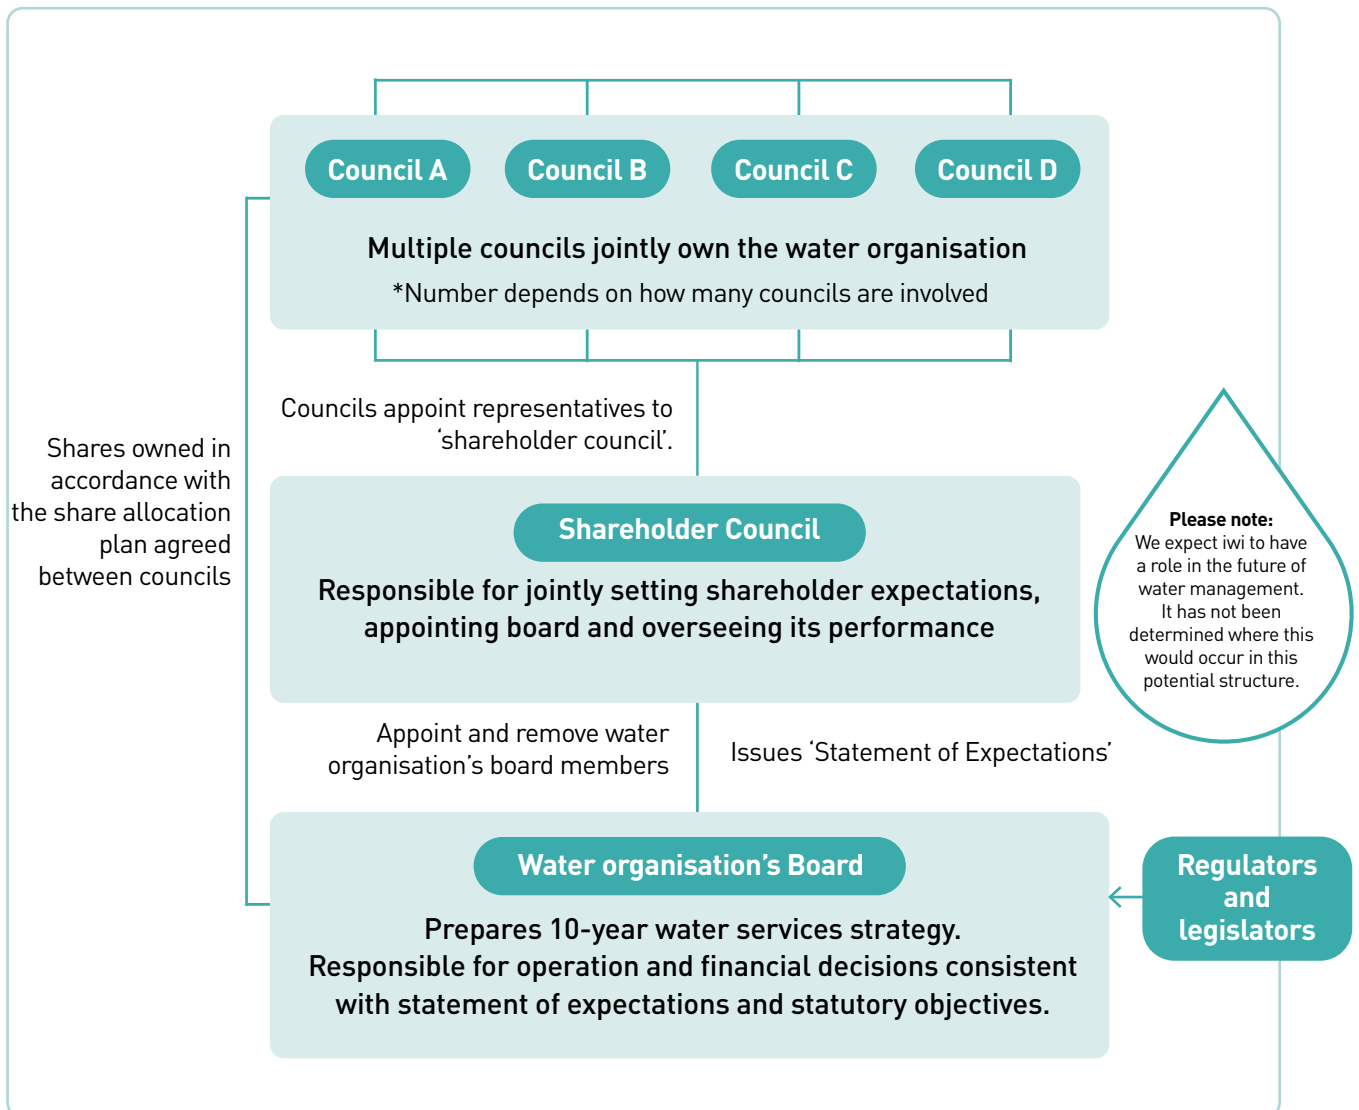 Council A
Council B
Council C
Council D
Multiple councils jointly own the water organisation
*Number depends on how many councils are involved
Councils appoint representatives to
‘shareholder council’.
Shares owned in
accordance with
the share allocation
plan agreed
between councils
Shareholder Council
Responsible for jointly setting shareholder expectations,
appointing board and overseeing its performance
Please note:
We expect iwi to have
a role in the future of
water management.
It has not been
determined where this
would occur in this
potential structure.
Appoint and remove water
organisation’s board members
Issues ‘Statement of Expectations’
Water organisation’s Board
Prepares 10-year water services strategy.
Responsible for operation and financial decisions consistent
with statement of expectations and statutory objectives.
Regulators
and
legislators